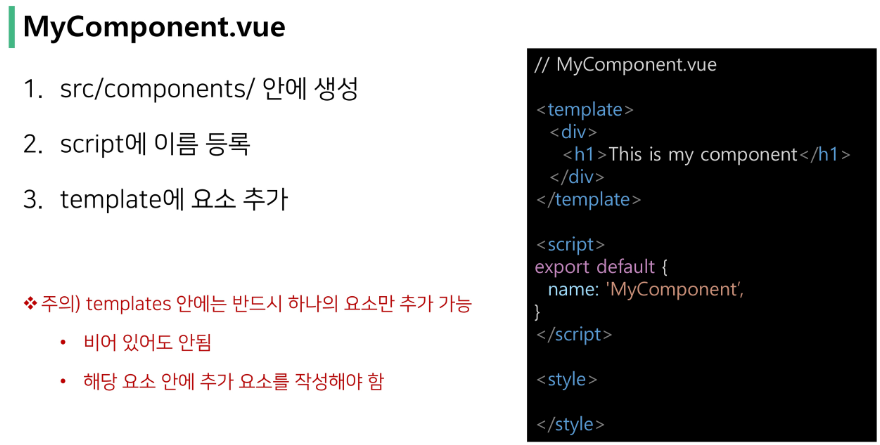 MyComponent.vue
1. src/components/ 안에 생성
2. script에 이름 등록
3. template에 요소 추가
❖ 주의) templates 안에는 반드시 하나의 요소만 추가 가능
• 비어 있어도 안됨
• 해당 요소 안에 추가 요소를 작성해야 함
// MyComponent.vue
<template>
<div>
<h1>This is my component</h1>
</div>
</template>
<script>
export default {
name: 'MyComponent',
}
</script>
<style>
</style>